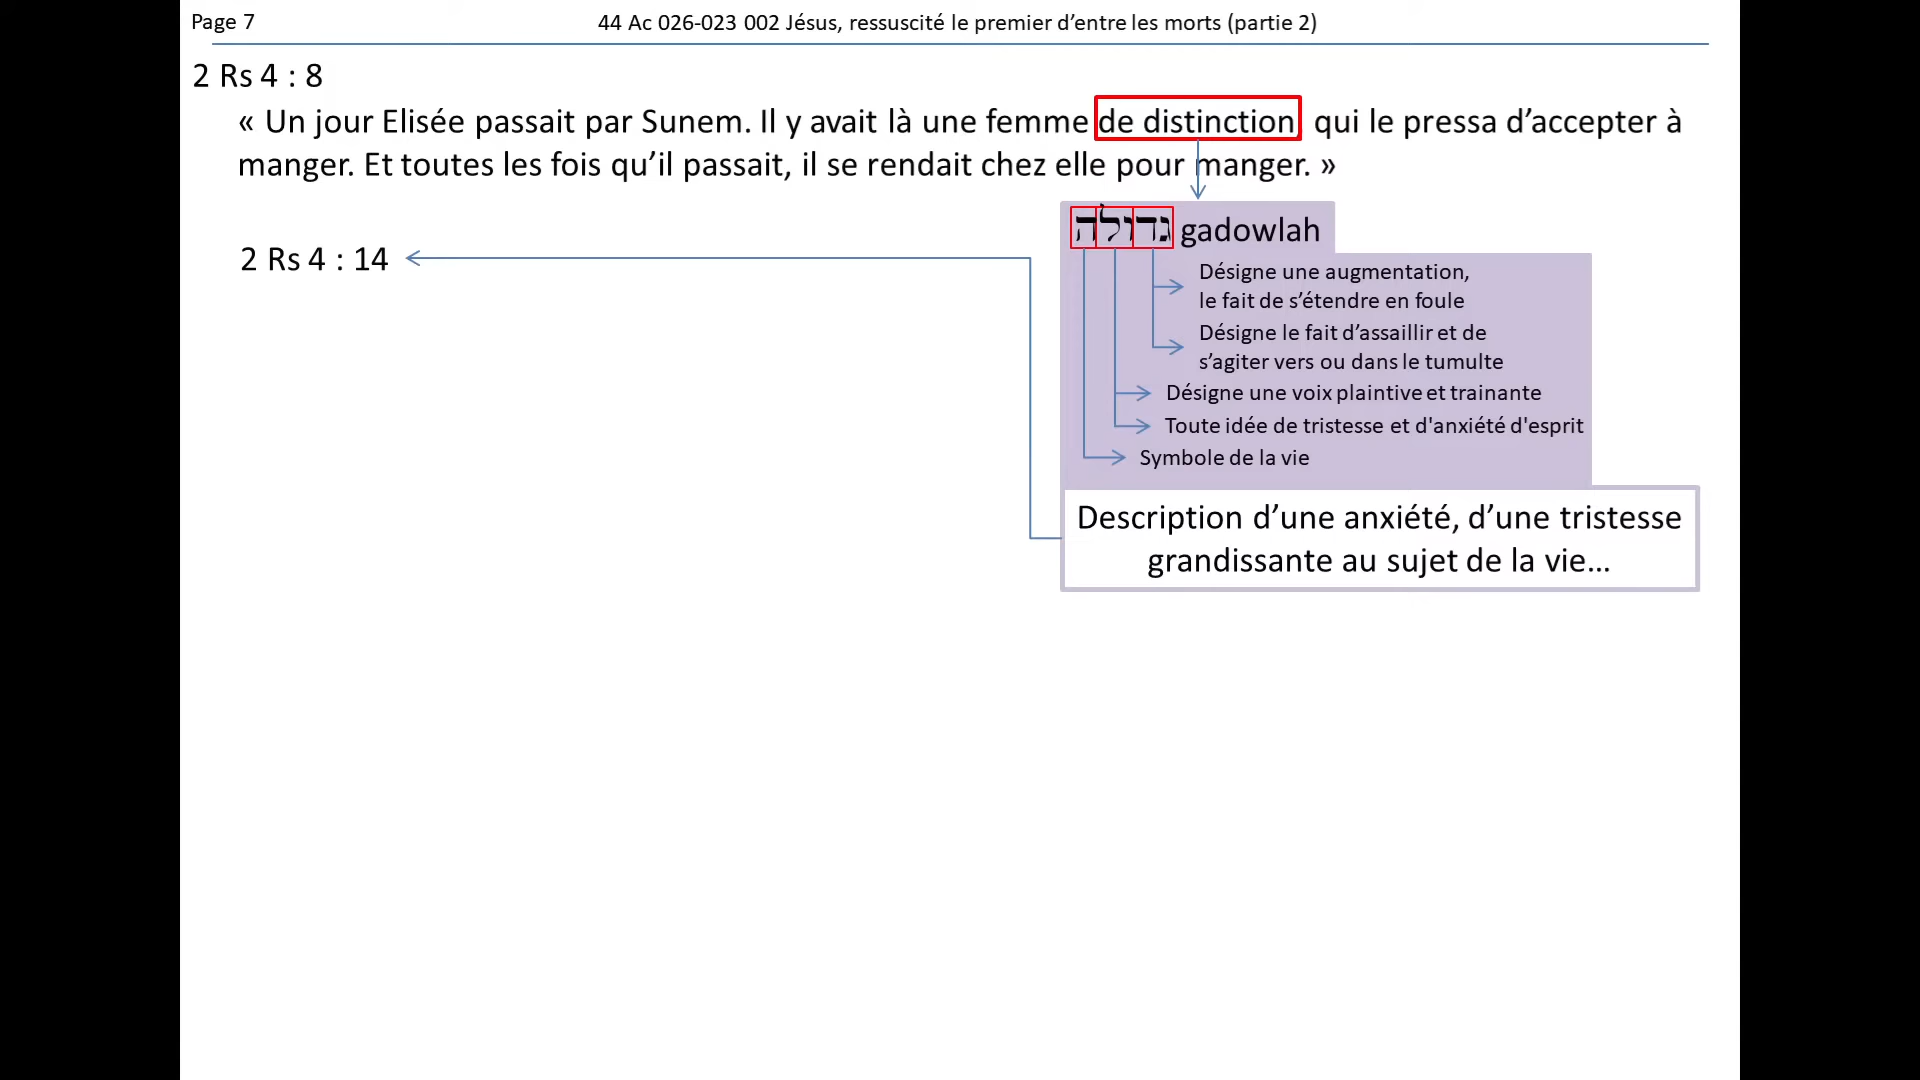 Page 7
44 Ac 026-023 002 Jésus, ressuscité le premier d’entre les morts (partie 2)
2 Rs 4 : 8
« Un jour Elisée passait par Sunem. Il y avait là une femme de distinction, qui le pressa d’accepter à
manger. Et toutes les fois qu’il passait, il se rendait chez elle pour manger. »
גדולה gadowlah
2 Rs 4 : 14
Désigne une augmentation,
le fait de s’étendre en foule
Désigne le fait d’assaillir et de
s’agiter vers ou dans le tumulte
Désigne une voix plaintive et trainante
Toute idée de tristesse et d'anxiété d'esprit
Symbole de la vie
Description d’une anxiété, d’une tristesse
grandissante au sujet de la vie…